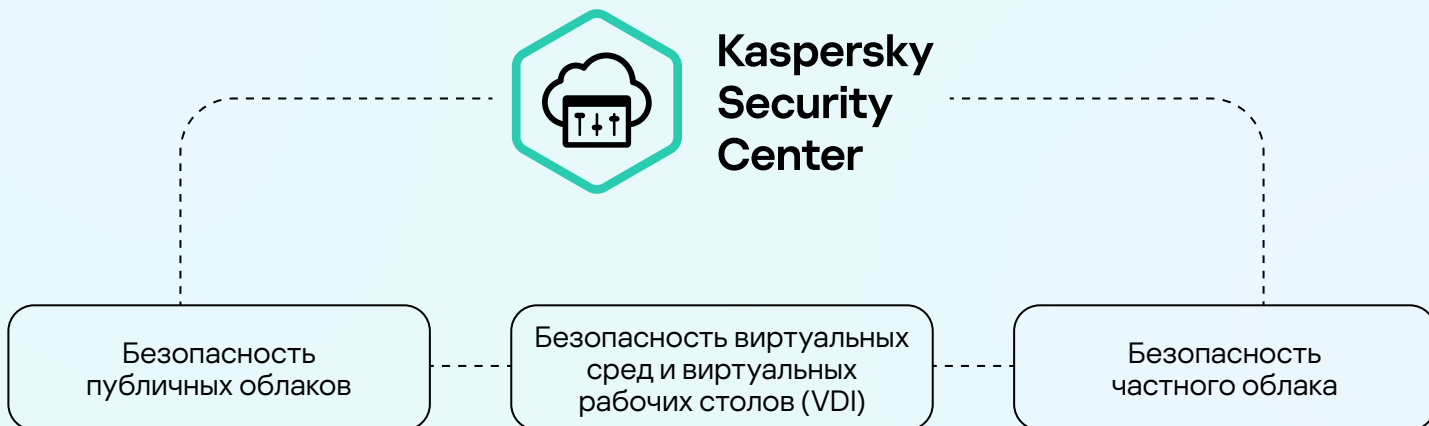 Kaspersky
Security
Center
Безопасность
публичных облаков
Безопасность виртуальных
сред и виртуальных
рабочих столов (VDI)
Безопасность
частного облака